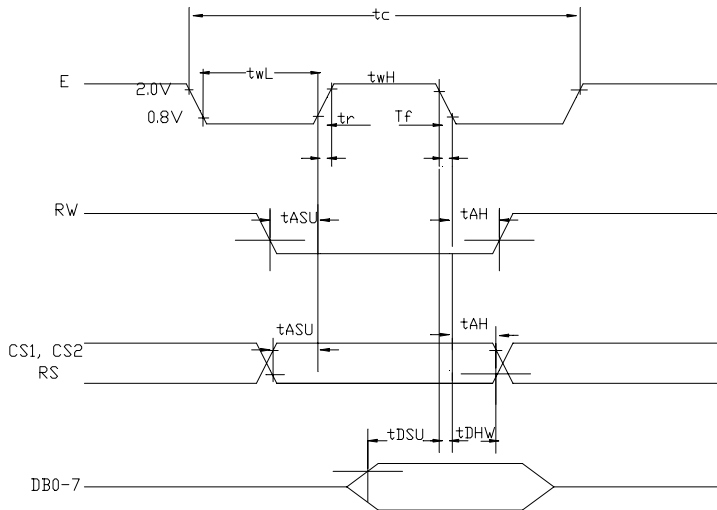 tc
E
twL
twH
2.0V
0.8V
tr
Tf
RW
tASU
tAH
tASU
tAH
CS1, CS2
RS
tDSU
tDHW
DB0-7